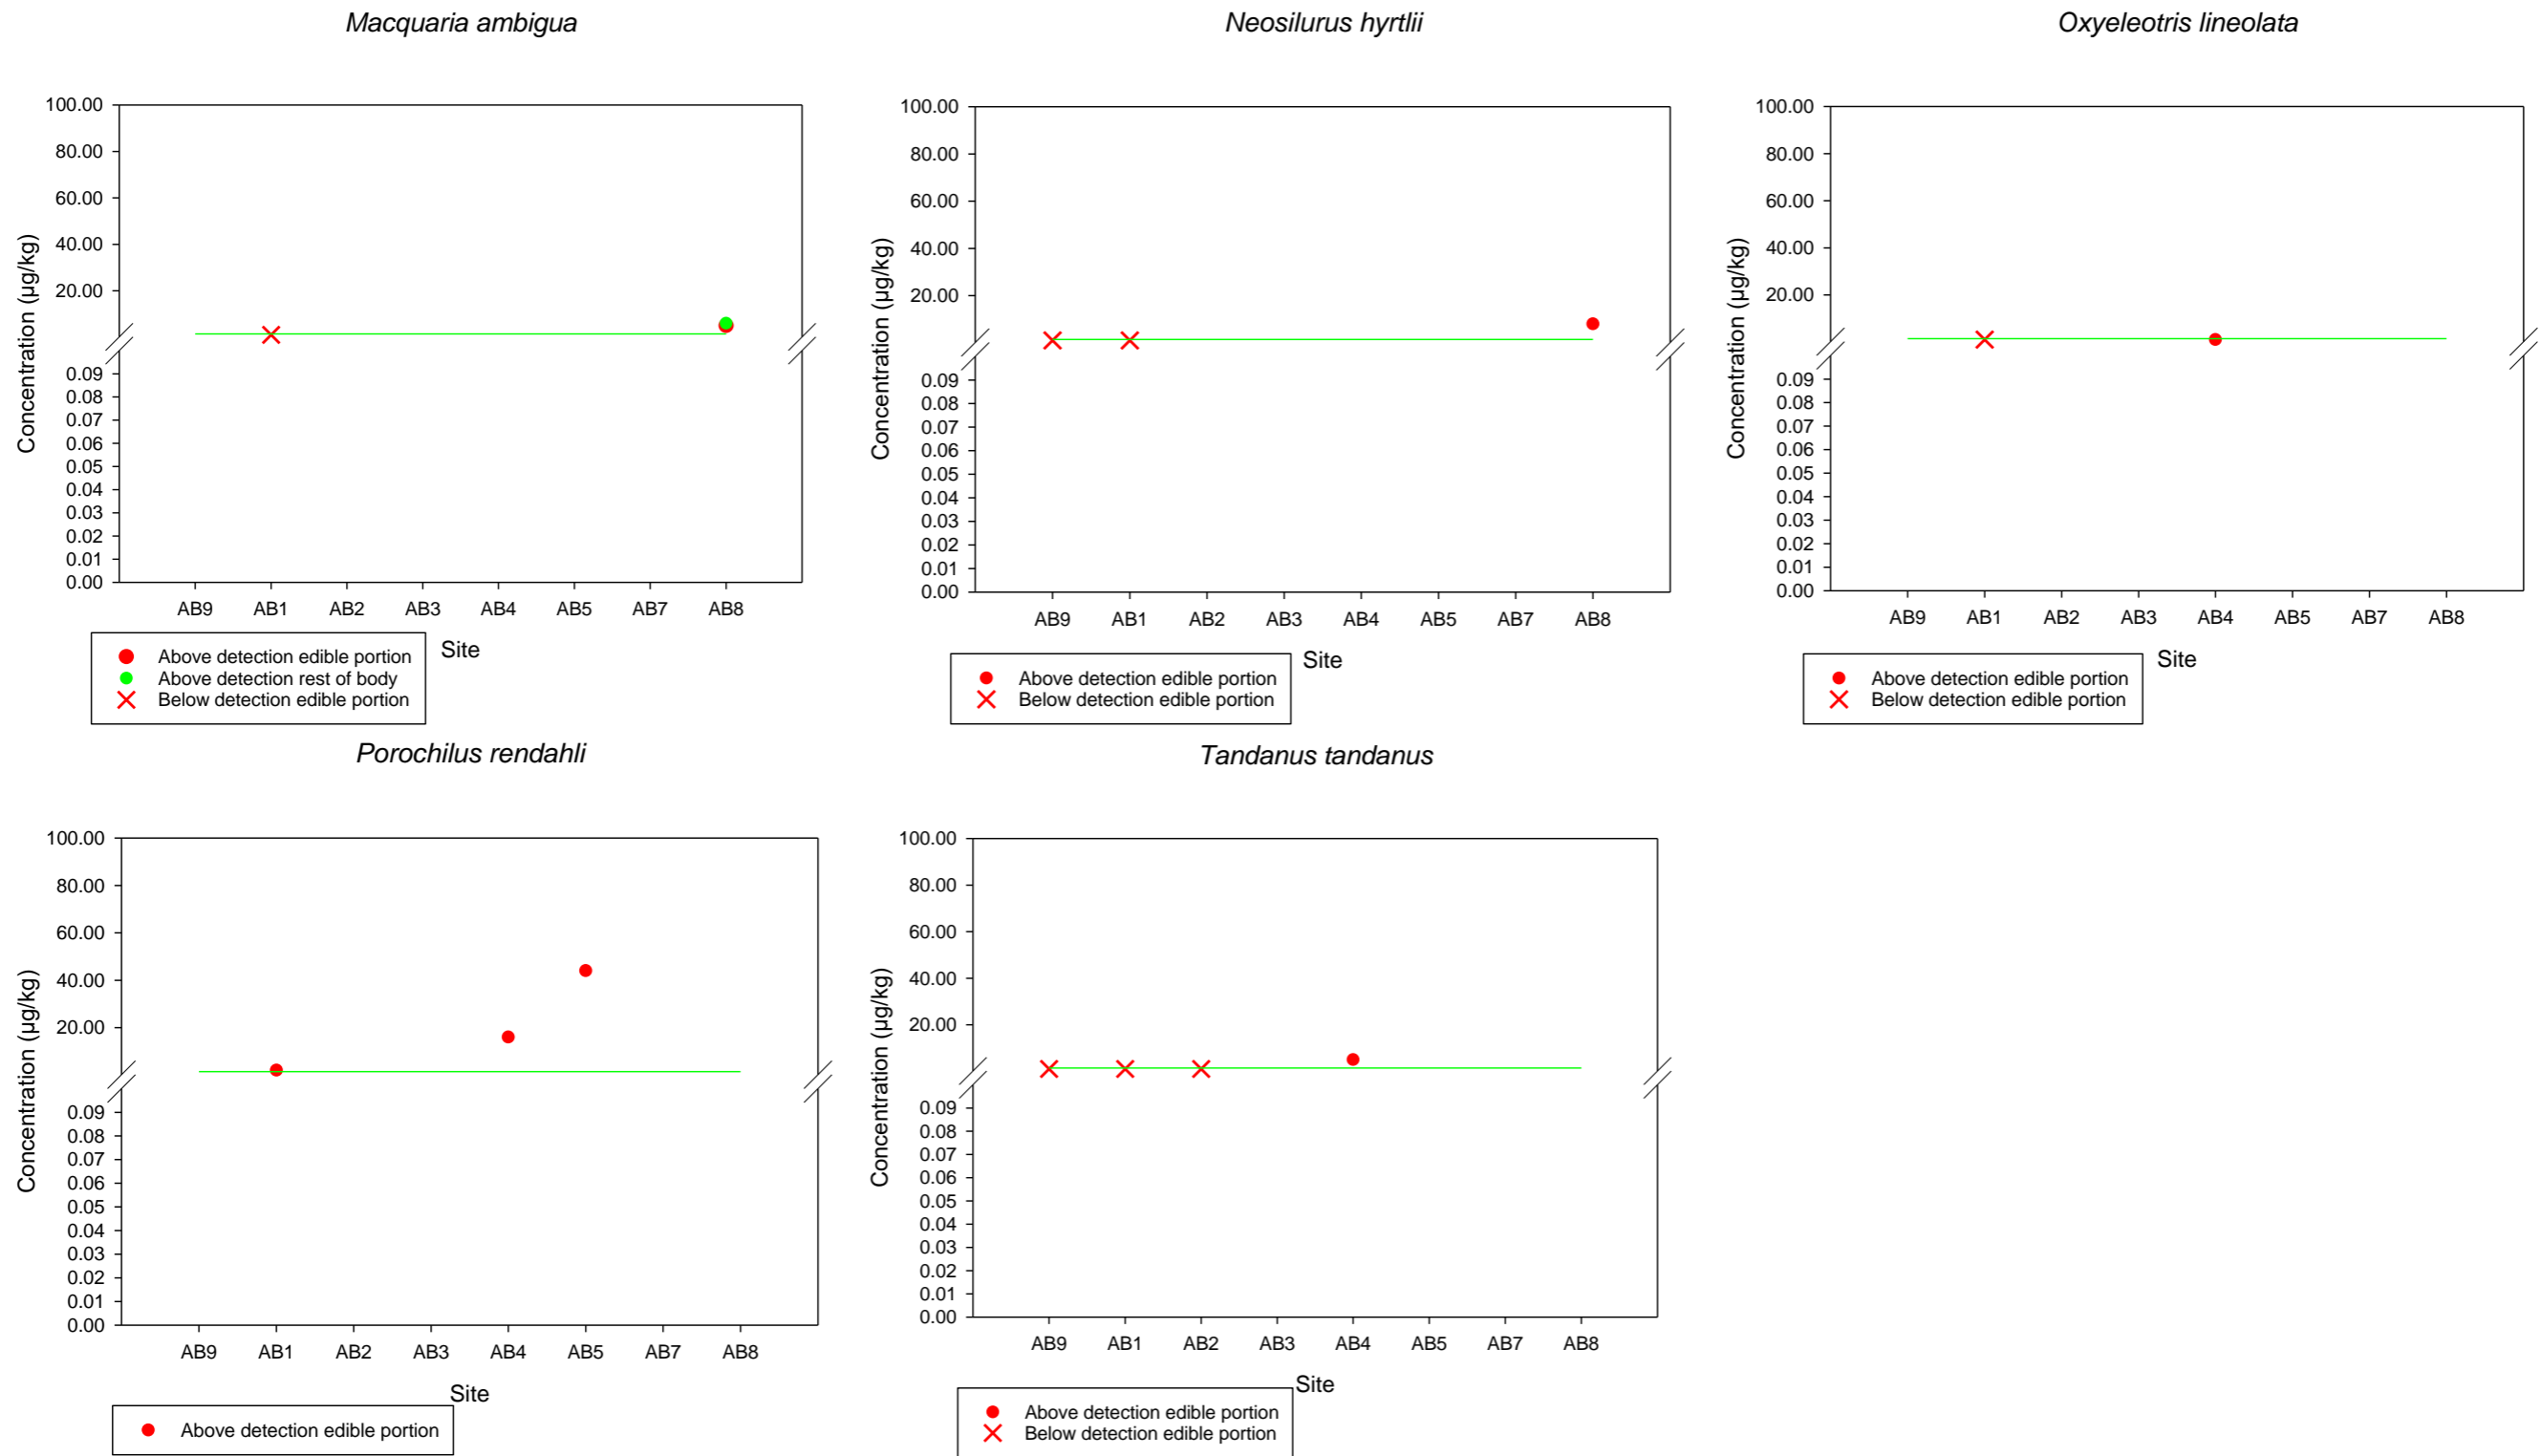 Macquaria ambigua
Concentration (µg/kg)
100.00
80.00
60.00
40.00
20.00
0.09
0.08
0.07
0.06
0.05
0.04
0.03
0.02
0.01
0.00
AB9 AB1 AB2 AB3 AB4 AB5 AB7 AB8
Site
Above detection edible portion
Above detection rest of body
Below detection edible portion
Neosilurus hyrtlii
Concentration (µg/kg)
100.00
80.00
60.00
40.00
20.00
0.09
0.08
0.07
0.06
0.05
0.04
0.03
0.02
0.01
0.00
AB9 AB1 AB2 AB3 AB4 AB5 AB7 AB8
Site
Above detection edible portion
Below detection edible portion
Oxyeleotris lineolata
Concentration (µg/kg)
100.00
80.00
60.00
40.00
20.00
0.09
0.08
0.07
0.06
0.05
0.04
0.03
0.02
0.01
0.00
AB9 AB1 AB2 AB3 AB4 AB5 AB7 AB8
Site
Above detection edible portion
Below detection edible portion
Porochilus rendahli
Concentration (µg/kg)
100.00
80.00
60.00
40.00
20.00
0.09
0.08
0.07
0.06
0.05
0.04
0.03
0.02
0.01
0.00
AB9 AB1 AB2 AB3 AB4 AB5 AB7 AB8
Site
Above detection edible portion
Tandanus tandanus
Concentration (µg/kg)
100.00
80.00
60.00
40.00
20.00
0.09
0.08
0.07
0.06
0.05
0.04
0.03
0.02
0.01
0.00
AB9 AB1 AB2 AB3 AB4 AB5 AB7 AB8
Site
Above detection edible portion
Below detection edible portion